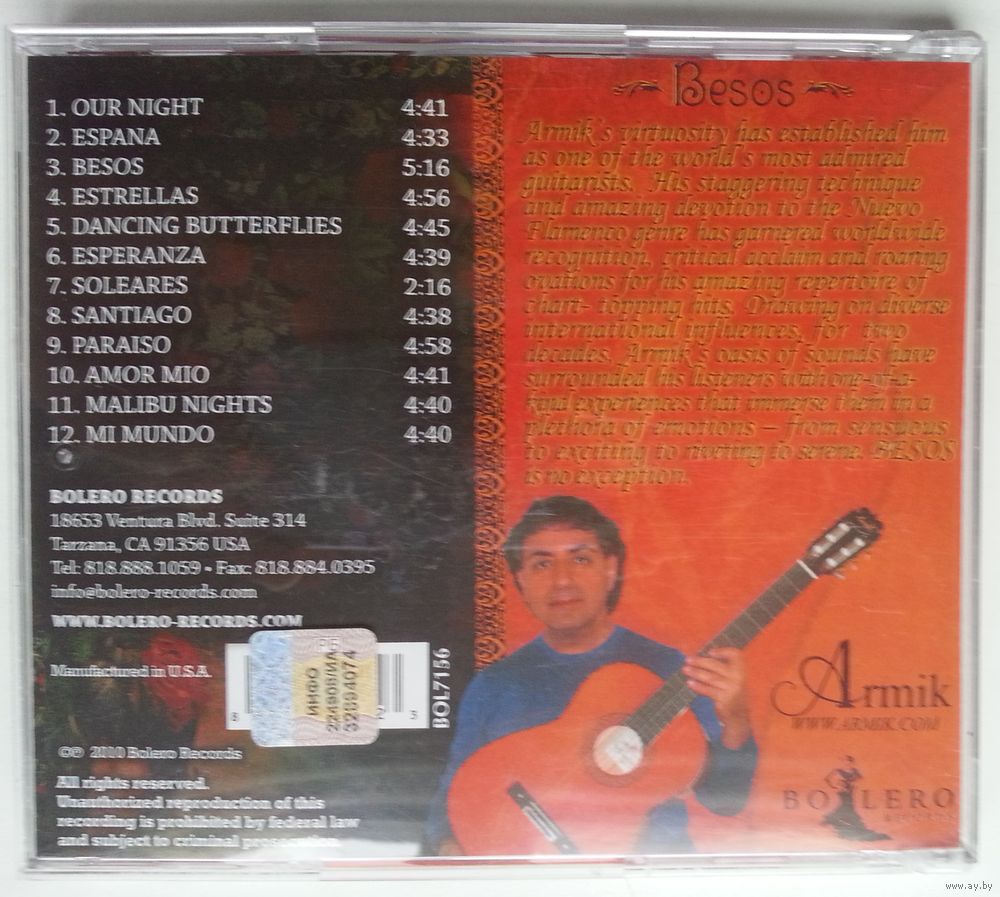 1. OUR NIGHT 4:41
2. ESPANA 4:33
3. BESOS 5:16
4. ESTRELLAS 4:56
5. DANCING BUTTERFLIES 4:45
6. ESPERANZA 4:39
7. SOLEARES 2:16
8. SANTIAGO 4:38
9. PARAISO 4:58
10. AMOR MIO 4:41
11. MALIBU NIGHTS 4:40
12. MI MUNDO 4:40
BOLERO RECORDS
18653 Ventura Blvd. Suite 314
Tarzana, CA 91356 USA
Tel: 818.888.1059 • Fax: 818.884.0395
info@bolero-records.com
WWW.BOLERO-RECORDS.COM
Manufactured in U.S.A.
8
23
BOL7156
РБ
ИНФО
32894074
©℗ 2010 Bolero Records
All rights reserved.
Unauthorized reproduction of this
recording is prohibited by federal law
and subject to criminal prosecution.
Besos
Armik's virtuosity has established him
as one of the world's most admired
guitarists. His staggering technique
and amazing devotion to the Nuevo
Flamenco genre has garnered worldwide
recognition, critical acclaim and roaring
ovations for his amazing repertoire of
chart- topping hits. Drawing on diverse
international influences, for two
decades, Armik's oasis of sounds have
surrounded his listeners with one-of-a-
kind experiences that immerse them in a
plethora of emotions – from sensuous
to exciting to riveting to serene. BESOS
is no exception.
Armik
WWW.ARMIK.COM
BOLERO
RECORDS
www.ay.by